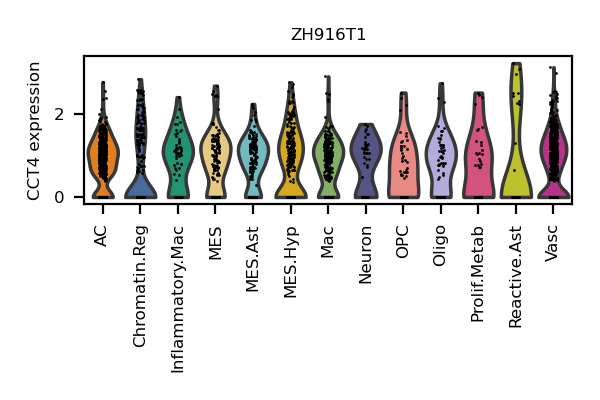 ZH916T1
CCT4 expression
2
0
AC
Chromatin.Reg
Inflammatory.Mac
MES
MES.Ast
MES.Hyp
Mac
Neuron
OPC
Oligo
Prolif.Metab
Reactive.Ast
Vasc